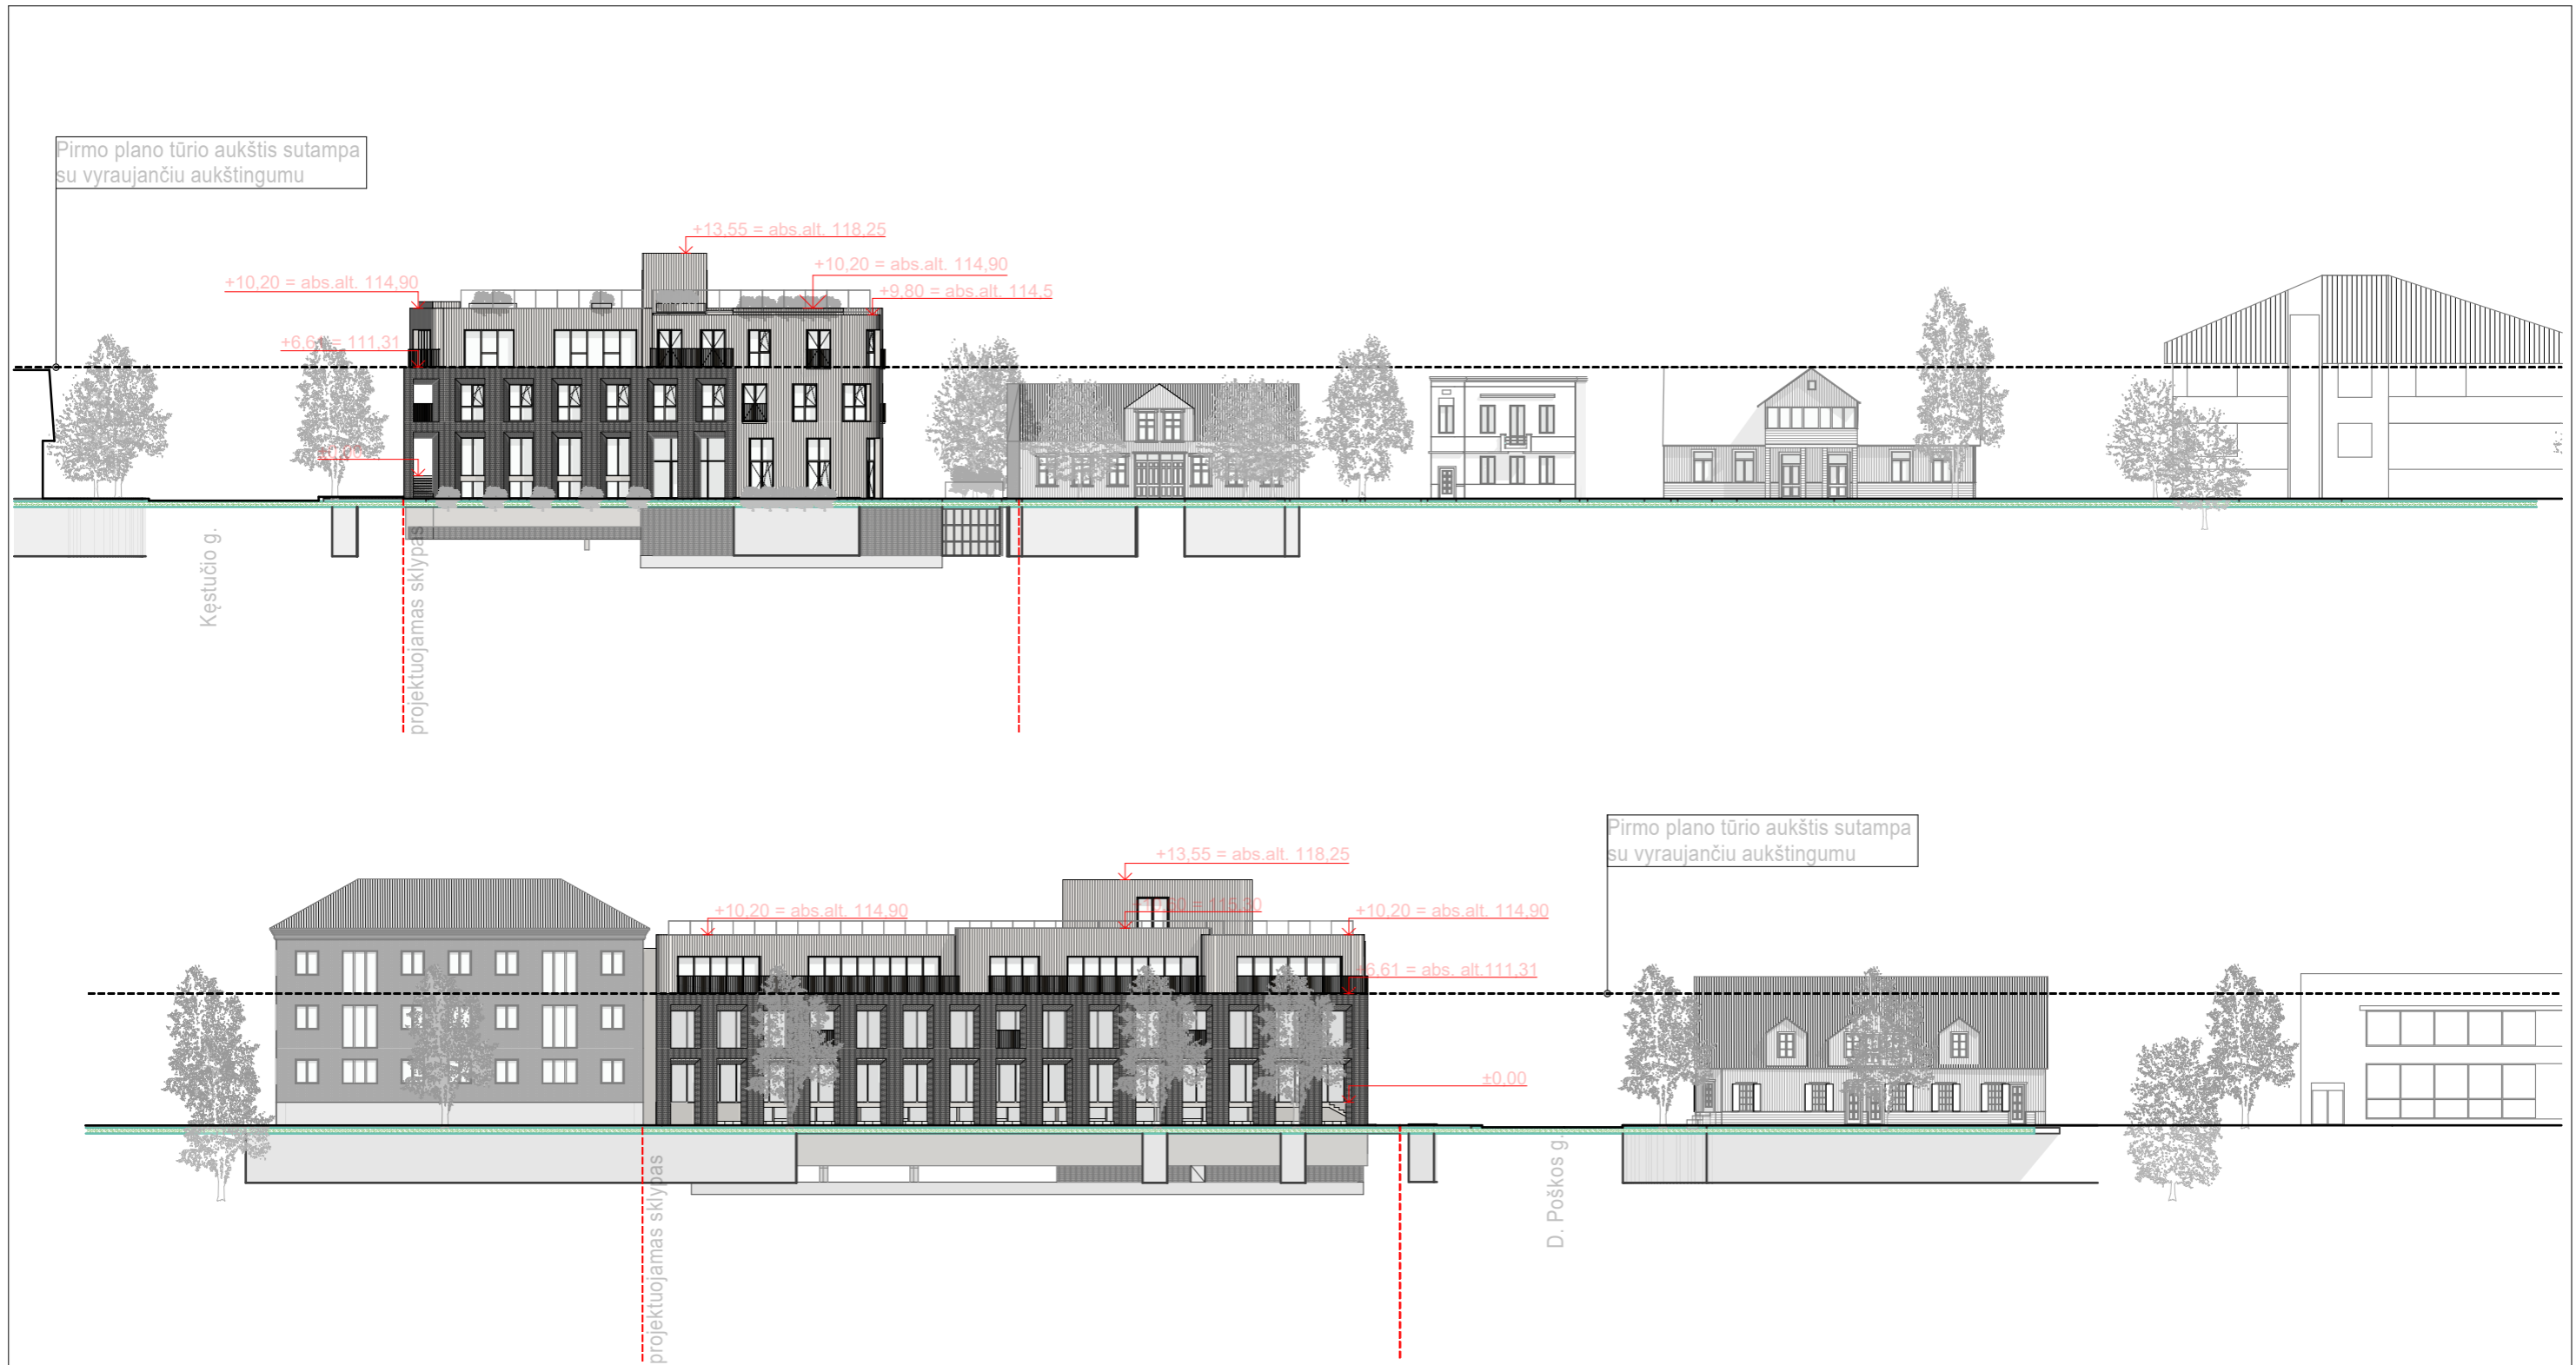 Pirmo plano tūrio aukštis sutampa
su vyraujančiu aukštingumu
+13,55 = abs.alt. 118,25
+10,20 = abs.alt. 114,90
+10,20 = abs.alt. 114,90
+9,80 = abs.alt. 114,5
+6,61 = 111,31
±0,00
Kęstučio g.
projektuojamas sklypas
Pirmo plano tūrio aukštis sutampa
su vyraujančiu aukštingumu
+13,55 = abs.alt. 118,25
+10,20 = abs.alt. 114,90
+10,60 = 115,30
+10,20 = abs.alt. 114,90
+6,61 = abs. alt.111,31
±0,00
D. Poškos g.
projektuojamas sklypas